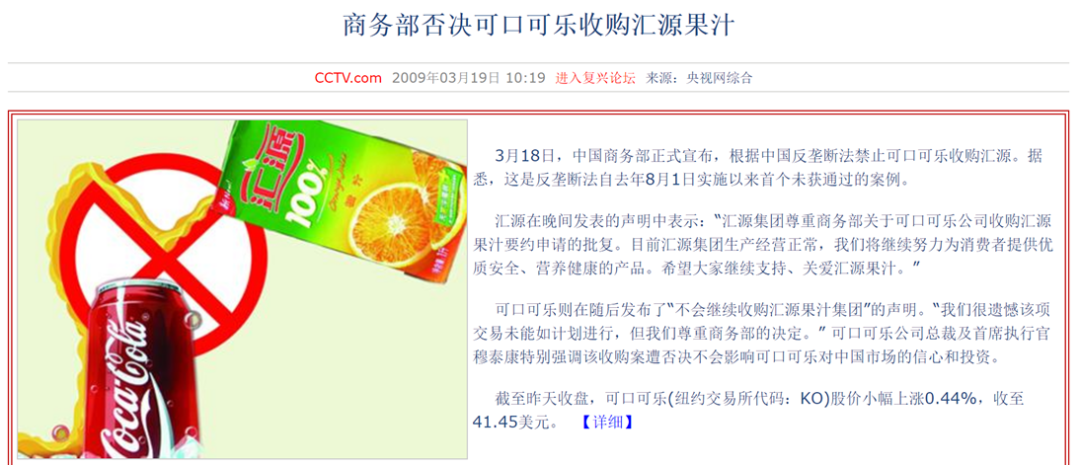 商务部否决可口可乐收购汇源果汁
CCTV.com 2009年03月19日 10:19 进入复兴论坛 来源：央视网综合
汇源
100%
Coca-Cola
3月18日，中国商务部正式宣布，根据中国反垄断法禁止可口可乐收购汇源。据
悉，这是反垄断法自去年8月1日实施以来首个未获通过的案例。
汇源在晚间发表的声明中表示：“汇源集团尊重商务部关于可口可乐公司收购汇源
果汁要约申请的批复。目前汇源集团生产经营正常，我们将继续努力为消费者提供优
质安全、营养健康的产品。希望大家继续支持、关爱汇源果汁。”
可口可乐则在随后发布了“不会继续收购汇源果汁集团”的声明。“我们很遗憾该项
交易未能如计划进行，但我们尊重商务部的决定。” 可口可乐公司总裁及首席执行官
穆泰康特别强调该收购案遭否决不会影响可口可乐对中国市场的信心和投资。
截至昨天收盘，可口可乐(纽约交易所代码：KO)股价小幅上涨0.44%，收至
41.45美元。 【详细】